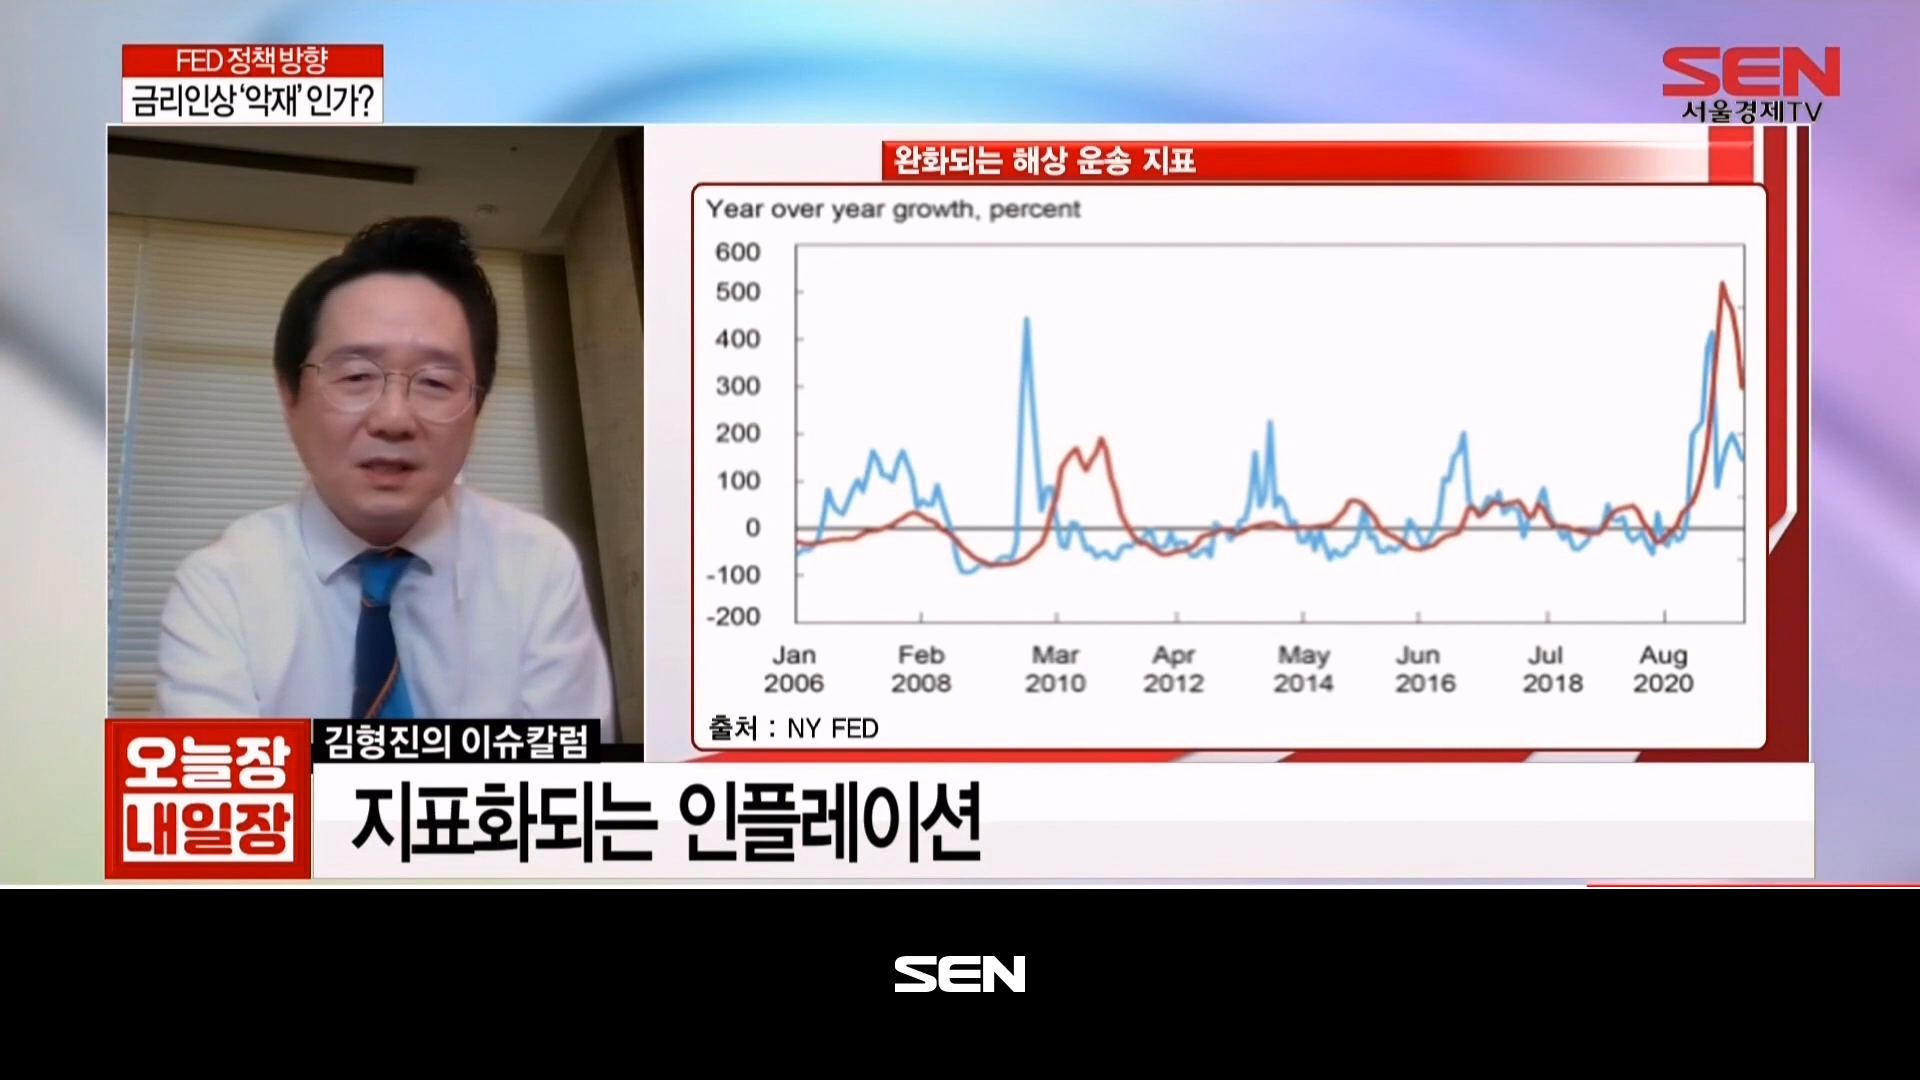 FED 정책방향
금리인상 '악재'인가?
SEN
서울경제TV
완화되는 해상 운송 지표
Year over year growth, percent
600
500
400
300
200
100
0
-100
-200
Jan Feb Mar Apr May Jun Jul Aug
2006 2008 2010 2012 2014 2016 2018 2020
출처 : NY FED
오늘장
내일장
김형진의 이슈칼럼
지표화되는 인플레이션
SEN